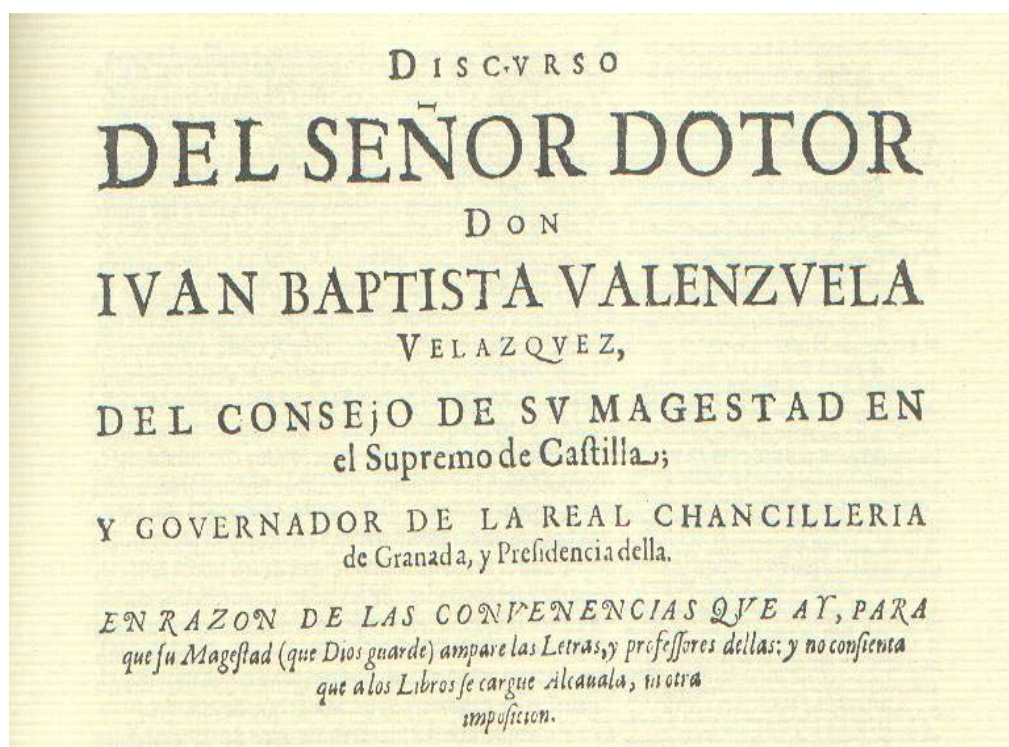 DISCVRSO
DEL SEÑOR DOTOR
DON
IVAN BAPTISTA VALENZVELA
VELAZQVEZ,
DEL CONSEjO DE SV MAGESTAD EN
el Supremo de Caſtilla;
Y GOVERNADOR DE LA REAL CHANCILLERIA
de Granada, y Preſidencia della.
EN RAZON DE LAS CONVENENCIAS QVE AY, PARA
que ſu Mageſtad (que Dios guarde) ampare las Letras, y profeſſores dellas; y no conſienta
que a los Libros ſe cargue Alcauala, ni otra
impoſicion.